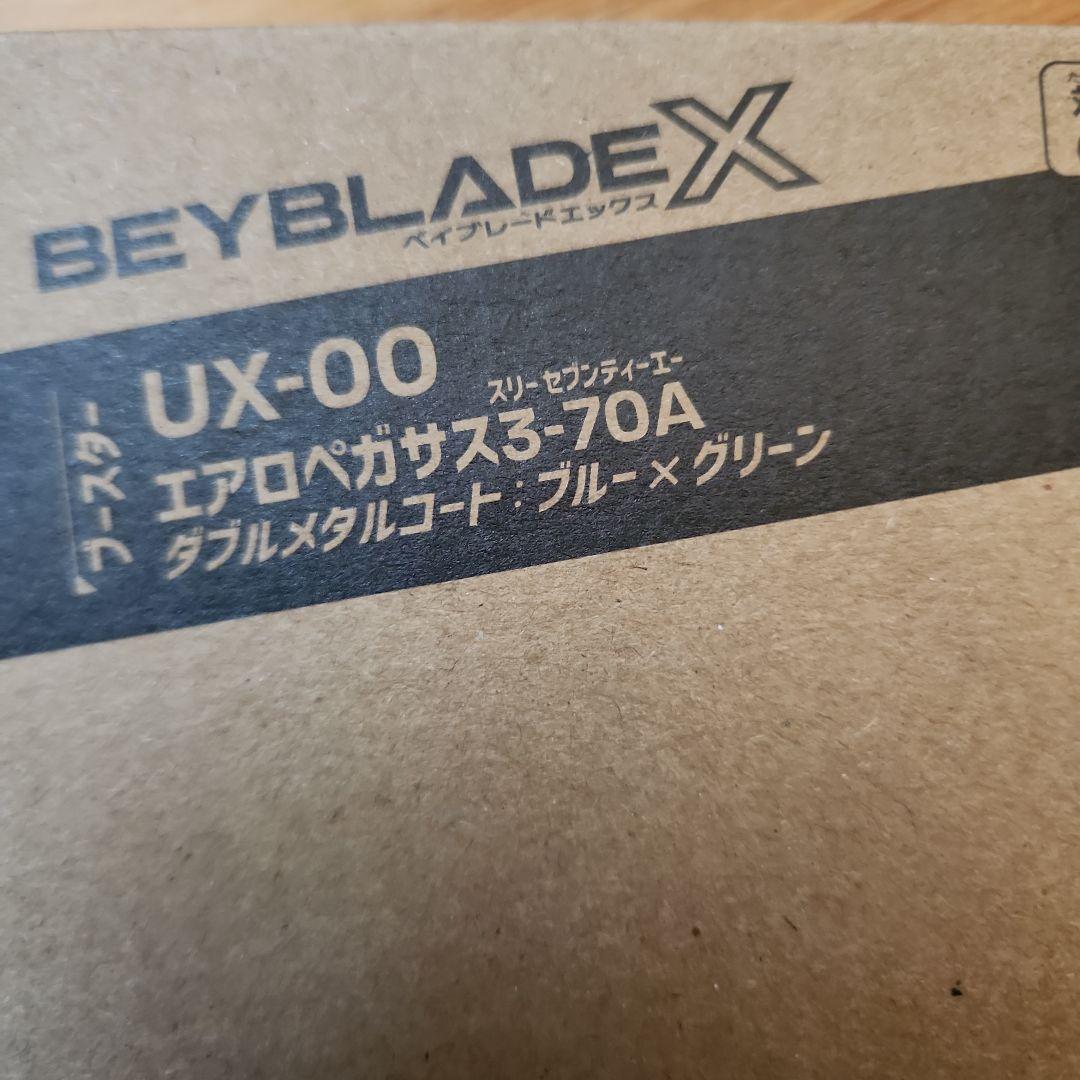 BEYBLADE X
ベイブレードエックス
ブースター
UX-00
スリーセブンティーエー
エアロペガサス3-70A
ダブルメタルコート：ブルー×グリーン